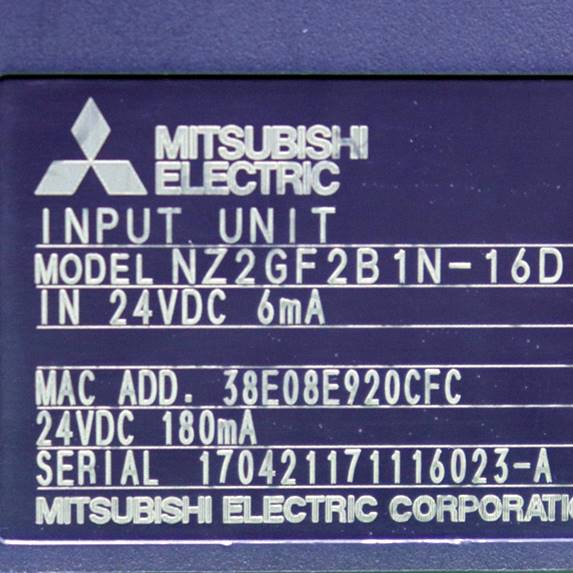 MITSUBISHI
ELECTRIC
INPUT UNIT
MODEL NZ2GF2B1N-16D
IN 24VDC 6mA
MAC ADD. 38E08E920CFC
24VDC 180mA
SERIAL 170421171116023-A
MITSUBISHI ELECTRIC CORPORATI